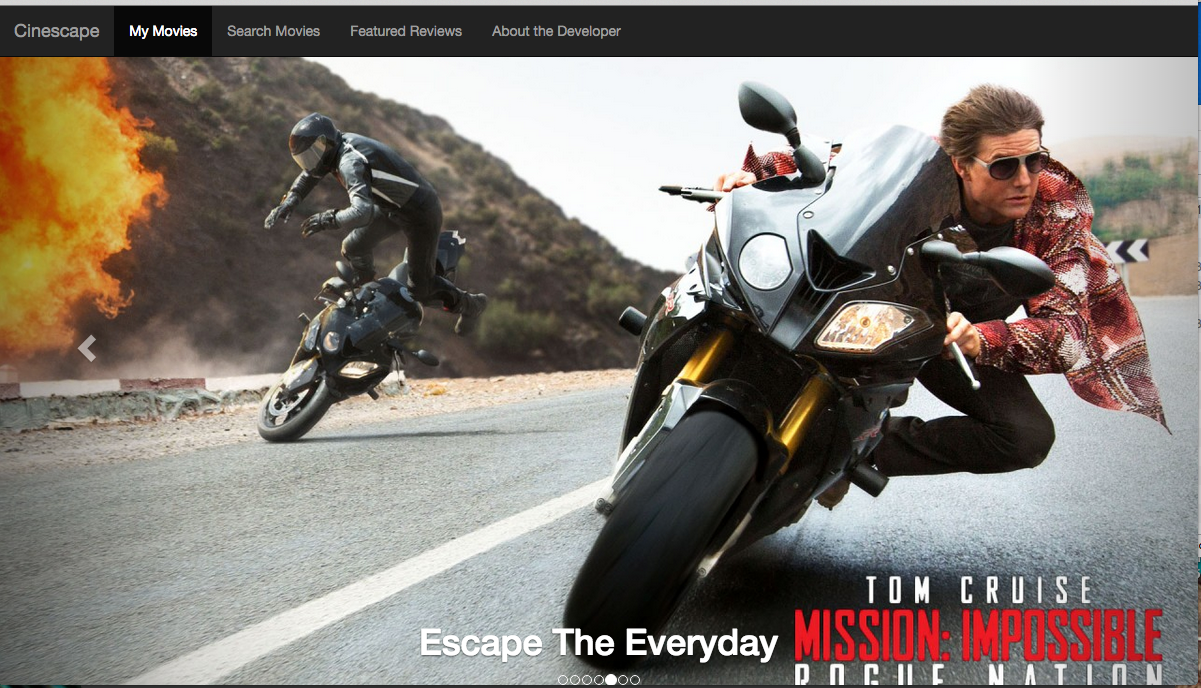 Cinescape My Movies Search Movies Featured Reviews About the Developer
TOM CRUISE
Escape The Everyday
MISSION: IMPOSSIBLE
ROGUE NATION